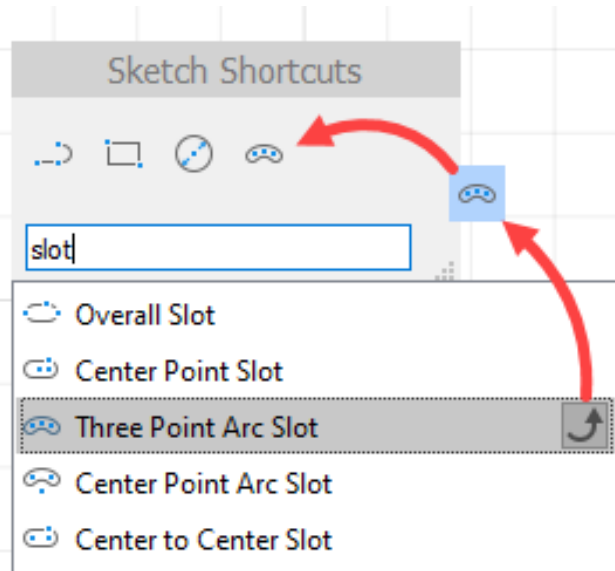 Sketch Shortcuts
slot
Overall Slot
Center Point Slot
Three Point Arc Slot
Center Point Arc Slot
Center to Center Slot